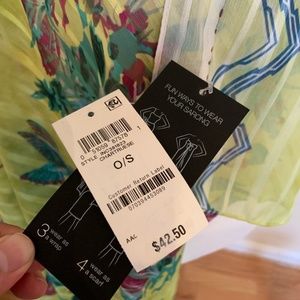 FUN WAYS TO WEAR
YOUR SARONG
STYLE
CHARTREUSE
O/S
Customer Return Label
AAL
$42.50
3 wear as
a wrap
4 wear as
a scarf